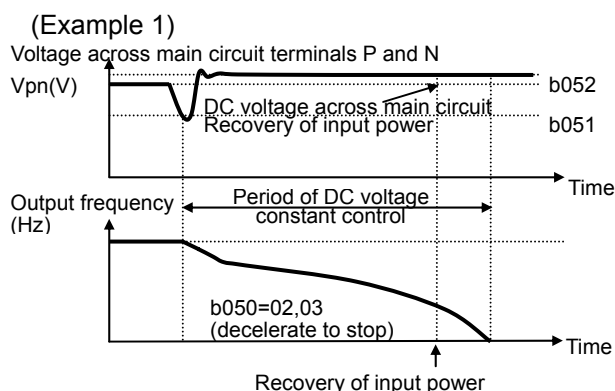 (Example 1)
Voltage across main circuit terminals P and N
Vpn(V)
b052
DC voltage across main circuit
Recovery of input power
b051
Time
Output frequency
(Hz)
Period of DC voltage
constant control
b050=02,03
(decelerate to stop)
Time
Recovery of input power